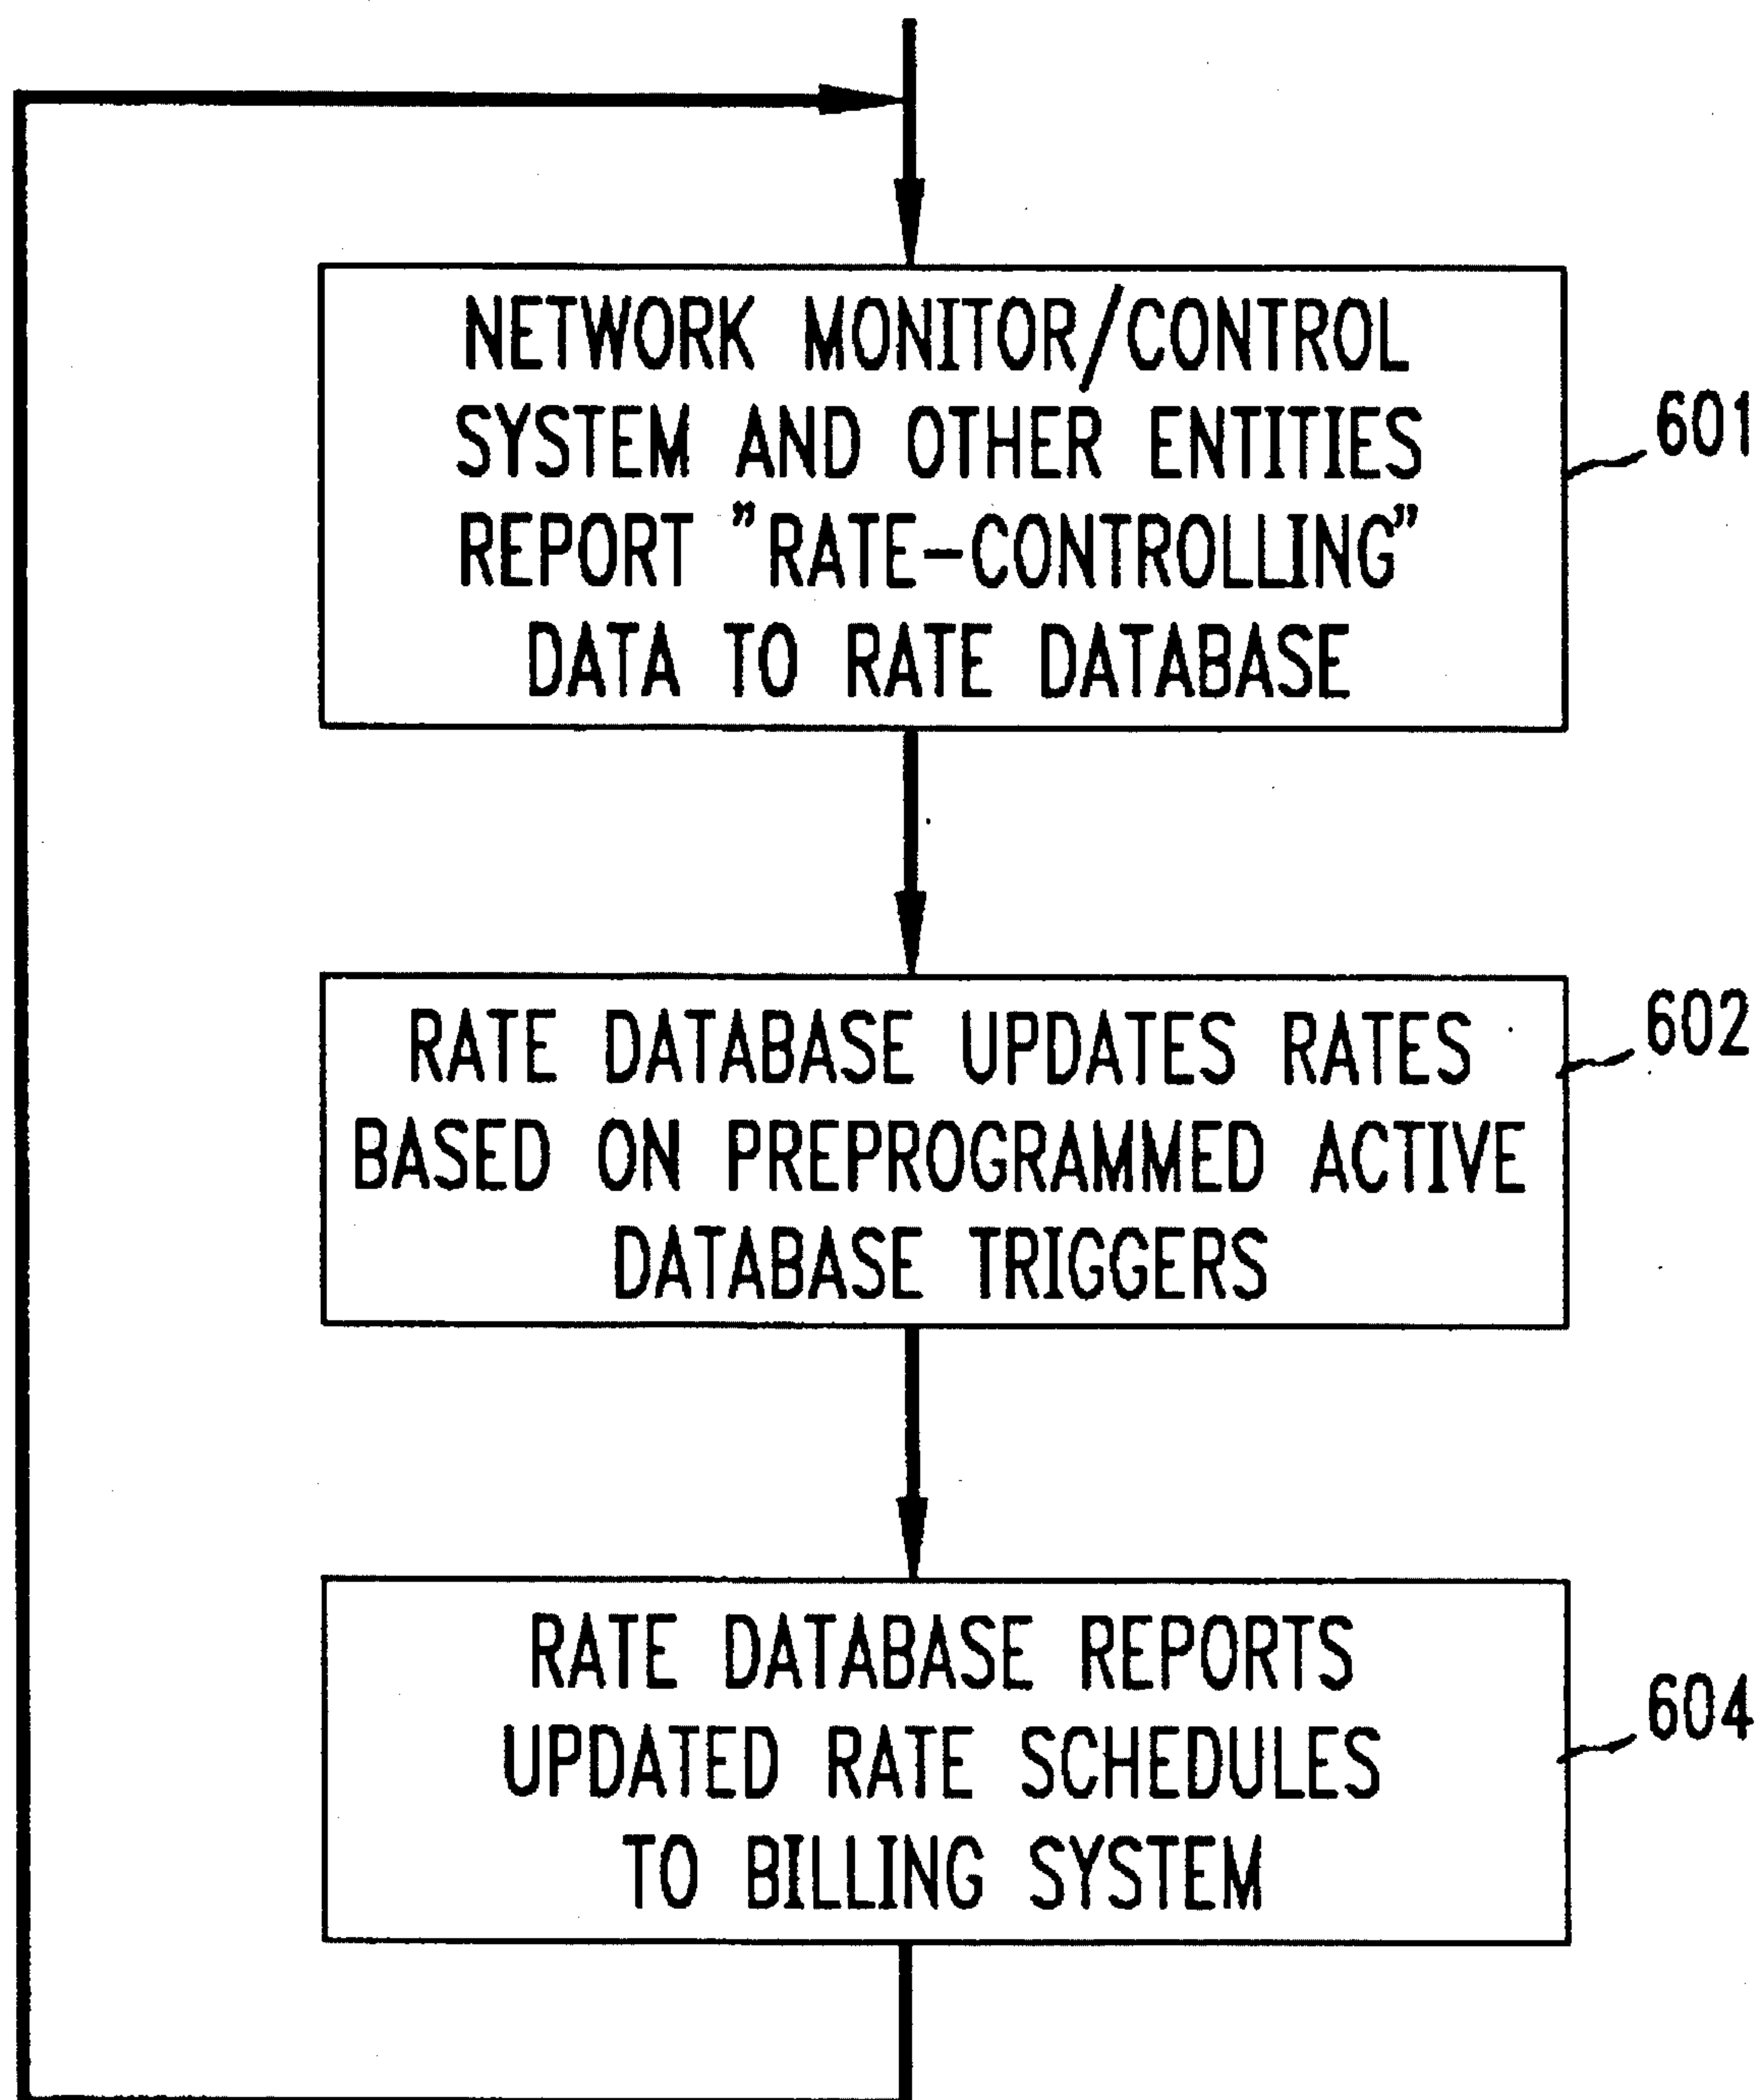 NETWORK MONITOR/CONTROL
SYSTEM AND OTHER ENTITIES
REPORT "RATE-CONTROLLING"
DATA TO RATE DATABASE
601
RATE DATABASE UPDATES RATES
BASED ON PREPROGRAMMED ACTIVE
DATABASE TRIGGERS
602
RATE DATABASE REPORTS
UPDATED RATE SCHEDULES
TO BILLING SYSTEM
604